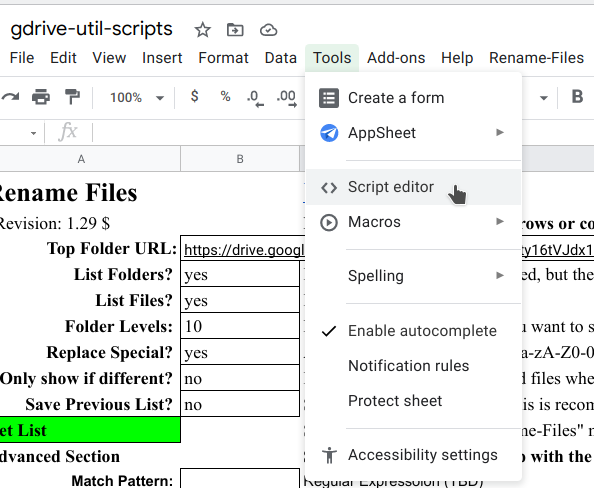 gdrive-util-scripts
File Edit View Insert Format Data Tools Add-ons Help Rename-Files
100% $ % .0 .00 B
fx
A B
Rename Files
Revision: 1.29 $ rows or co
Top Folder URL: https://drive.googl ty16tVJdx1
List Folders? yes ed, but the
List Files? yes
Folder Levels: 10 u want to s
Replace Special? yes a-zA-Z0-0
Only show if different? no d files whe
Save Previous List? no is is recom
et List me-Files" m
dvanced Section p with the
Match Pattern: Regular Expression (TBD)
Create a form
AppSheet
Script editor
Macros
Spelling
Enable autocomplete
Notification rules
Protect sheet
Accessibility settings